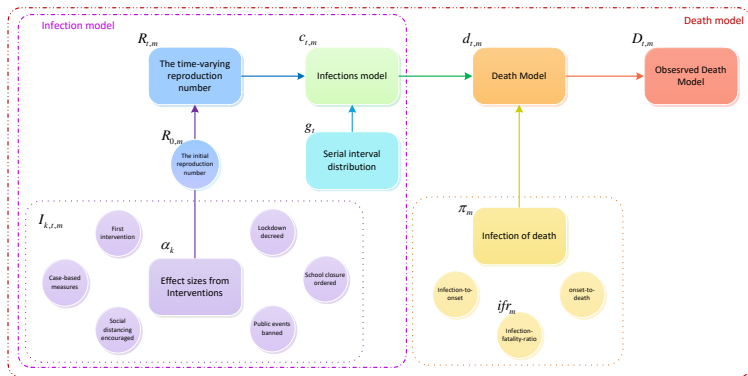 Infection model
Death model
R_{t,m}
c_{t,m}
d_{t,m}
D_{t,m}
The time-varying
reproduction
number
Infections model
Death Model
Obsesrved Death
Model
R_{0,m}
g_t
The initial
reproduction
number
Serial interval
distribution
I_{k,t,m}
First
intervention
Lockdown
decreed
α_k
Case-based
measures
Effect sizes from
Interventions
School closure
ordered
Social
distancing
encouraged
Public events
banned
π_m
Infection of death
Infection-to-
onset
onset-to-
death
ifr_m
Infection-
fatality-ratio